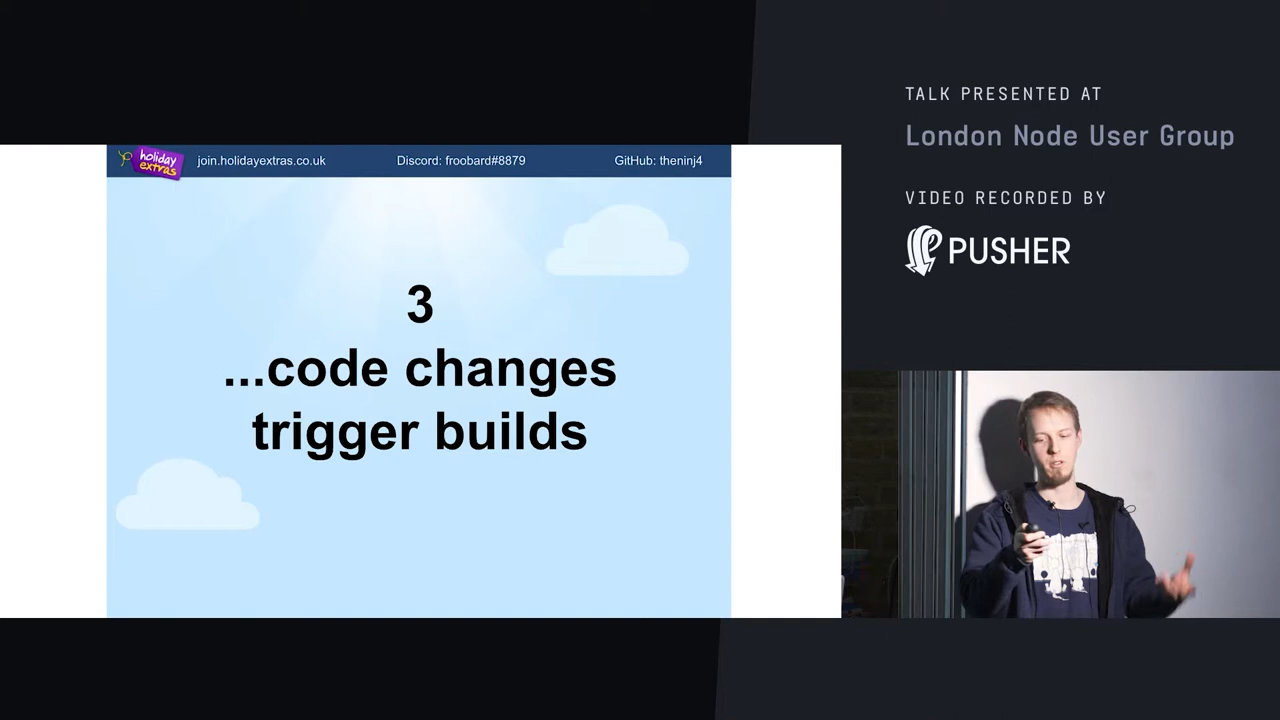 holiday
extras
join.holidayextras.co.uk
Discord: froobard#8879
GitHub: theninj4
3
...code changes
trigger builds
TALK PRESENTED AT
London Node User Group
VIDEO RECORDED BY
PUSHER